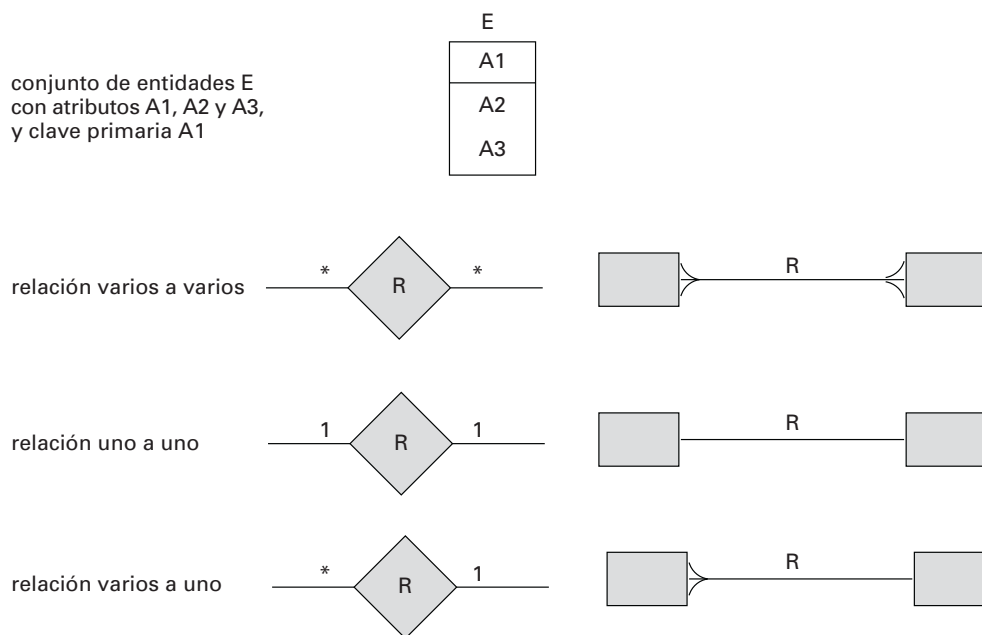 E
conjunto de entidades E
con atributos A1, A2 y A3,
y clave primaria A1
A1
A2
A3
relación varios a varios
* R *
R
relación uno a uno
1 R 1
R
relación varios a uno
* R 1
R